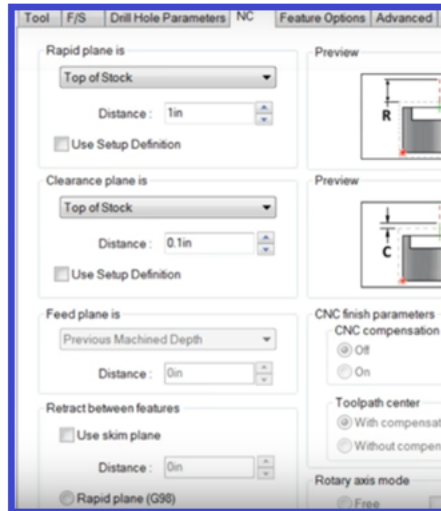 Tool F/S Drill Hole Parameters NC Feature Options Advanced
Rapid plane is
Top of Stock
Distance: 1in
Use Setup Definition
Preview
R
Clearance plane is
Top of Stock
Distance: 0.1in
Use Setup Definition
Preview
C
Feed plane is
Previous Machined Depth
Distance: 0in
CNC finish parameters
CNC compensation
Off
On
Retract between features
Use skim plane
Distance: 0in
Rapid plane (G98)
Toolpath center
With compensat
Without compen
Rotary axis mode
Free